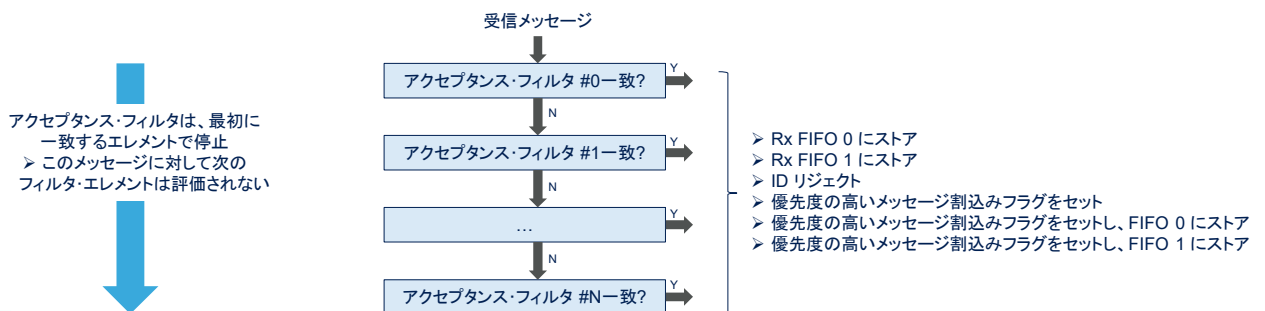 受信メッセージ
アクセプタンス・フィルタ #0一致?
Y
N
アクセプタンス・フィルタ #1一致?
Y
N
…
Y
N
アクセプタンス・フィルタ #N一致?
Y
アクセプタンス・フィルタは、最初に
一致するエレメントで停止
➢ このメッセージに対して次の
フィルタ・エレメントは評価されない
➢ Rx FIFO 0 にストア
➢ Rx FIFO 1 にストア
➢ ID リジェクト
➢ 優先度の高いメッセージ割込みフラグをセット
➢ 優先度の高いメッセージ割込みフラグをセットし、FIFO 0 にストア
➢ 優先度の高いメッセージ割込みフラグをセットし、FIFO 1 にストア